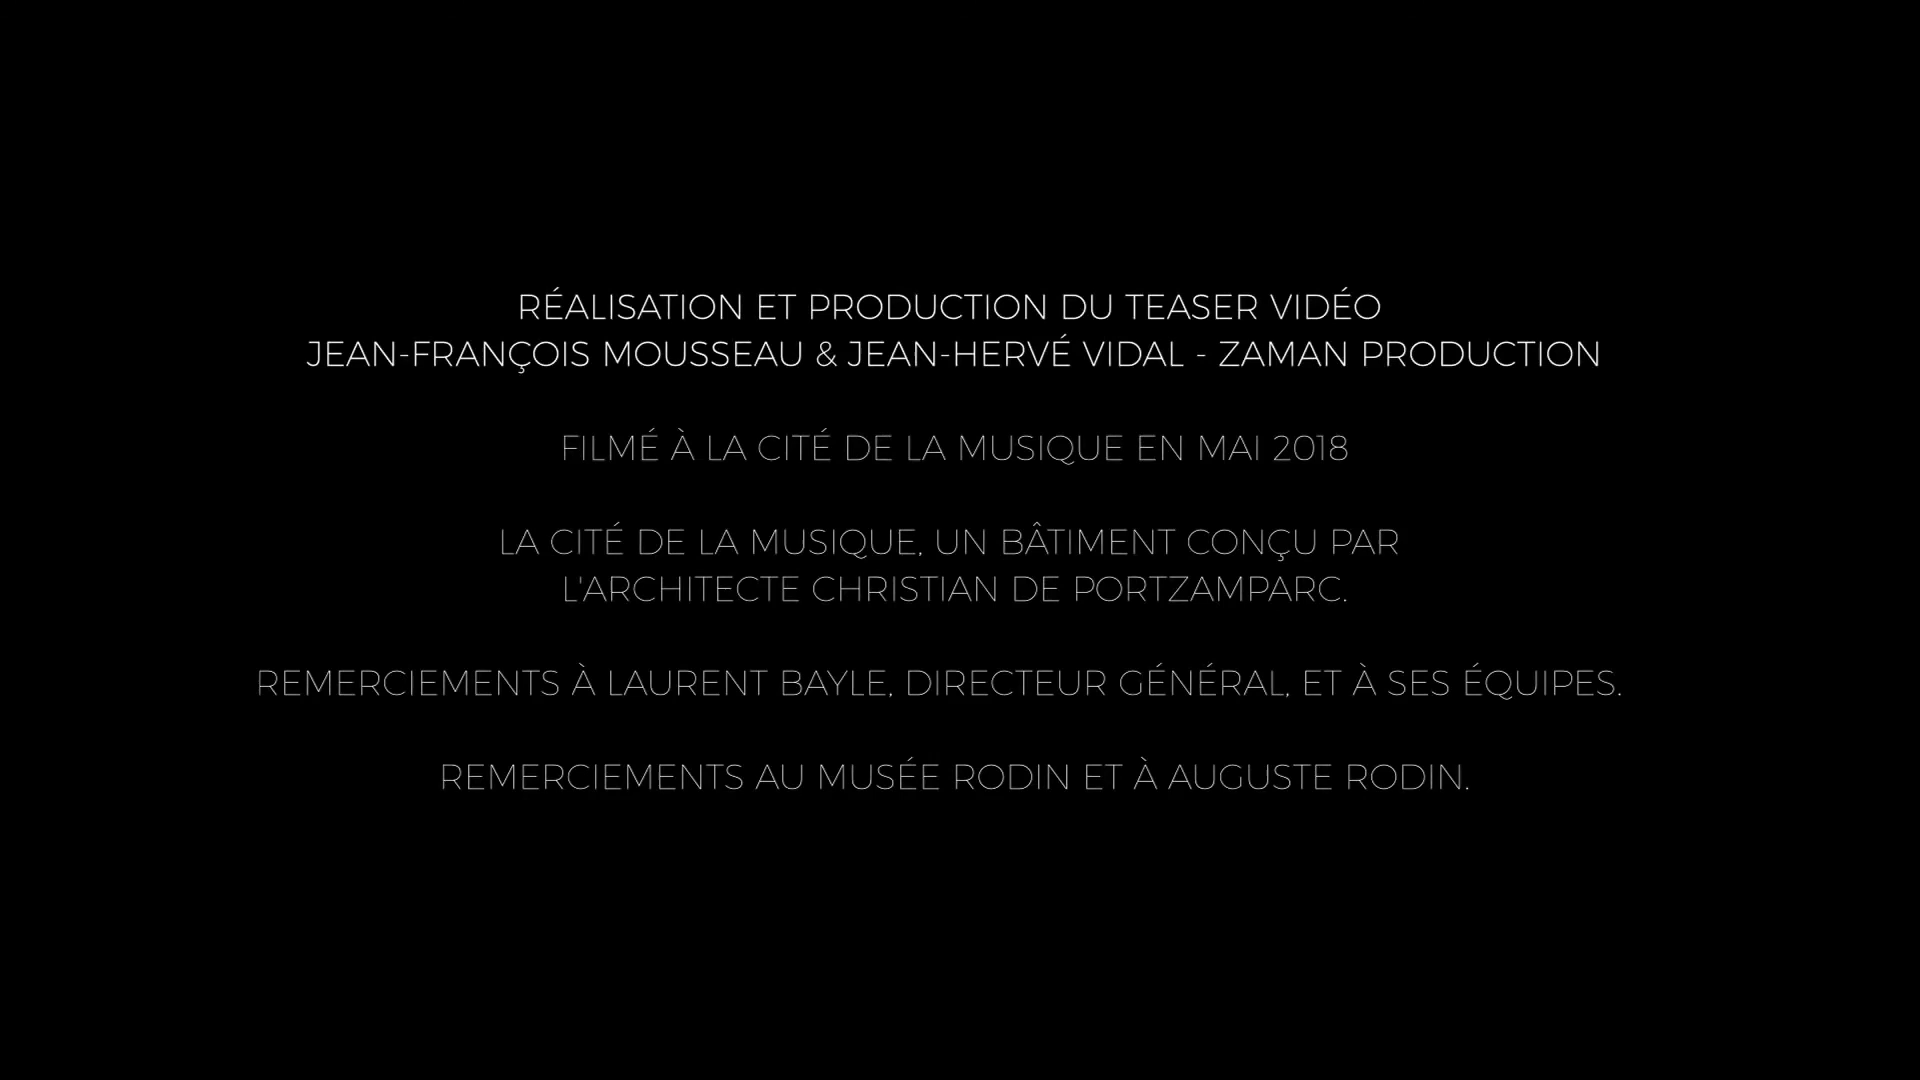 RÉALISATION ET PRODUCTION DU TEASER VIDÉO
JEAN-FRANÇOIS MOUSSEAU & JEAN-HERVÉ VIDAL - ZAMAN PRODUCTION
FILMÉ À LA CITÉ DE LA MUSIQUE EN MAI 2018
LA CITÉ DE LA MUSIQUE, UN BÂTIMENT CONÇU PAR
L'ARCHITECTE CHRISTIAN DE PORTZAMPARC.
REMERCIEMENTS À LAURENT BAYLE, DIRECTEUR GÉNÉRAL, ET À SES ÉQUIPES.
REMERCIEMENTS AU MUSÉE RODIN ET À AUGUSTE RODIN.